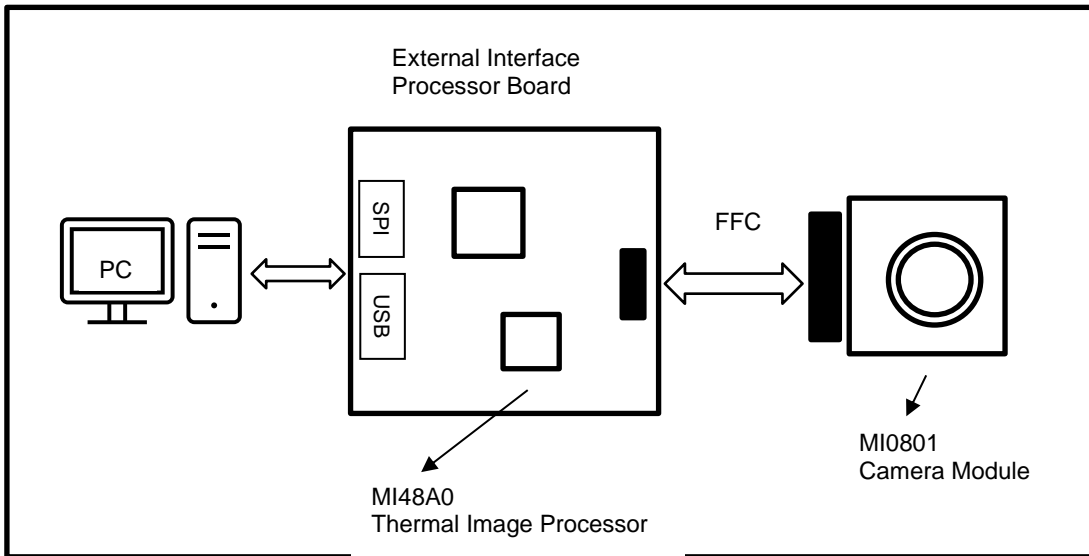 External Interface
Processor Board
SPI
FFC
PC
USB
MI48A0
Thermal Image Processor
MI0801
Camera Module